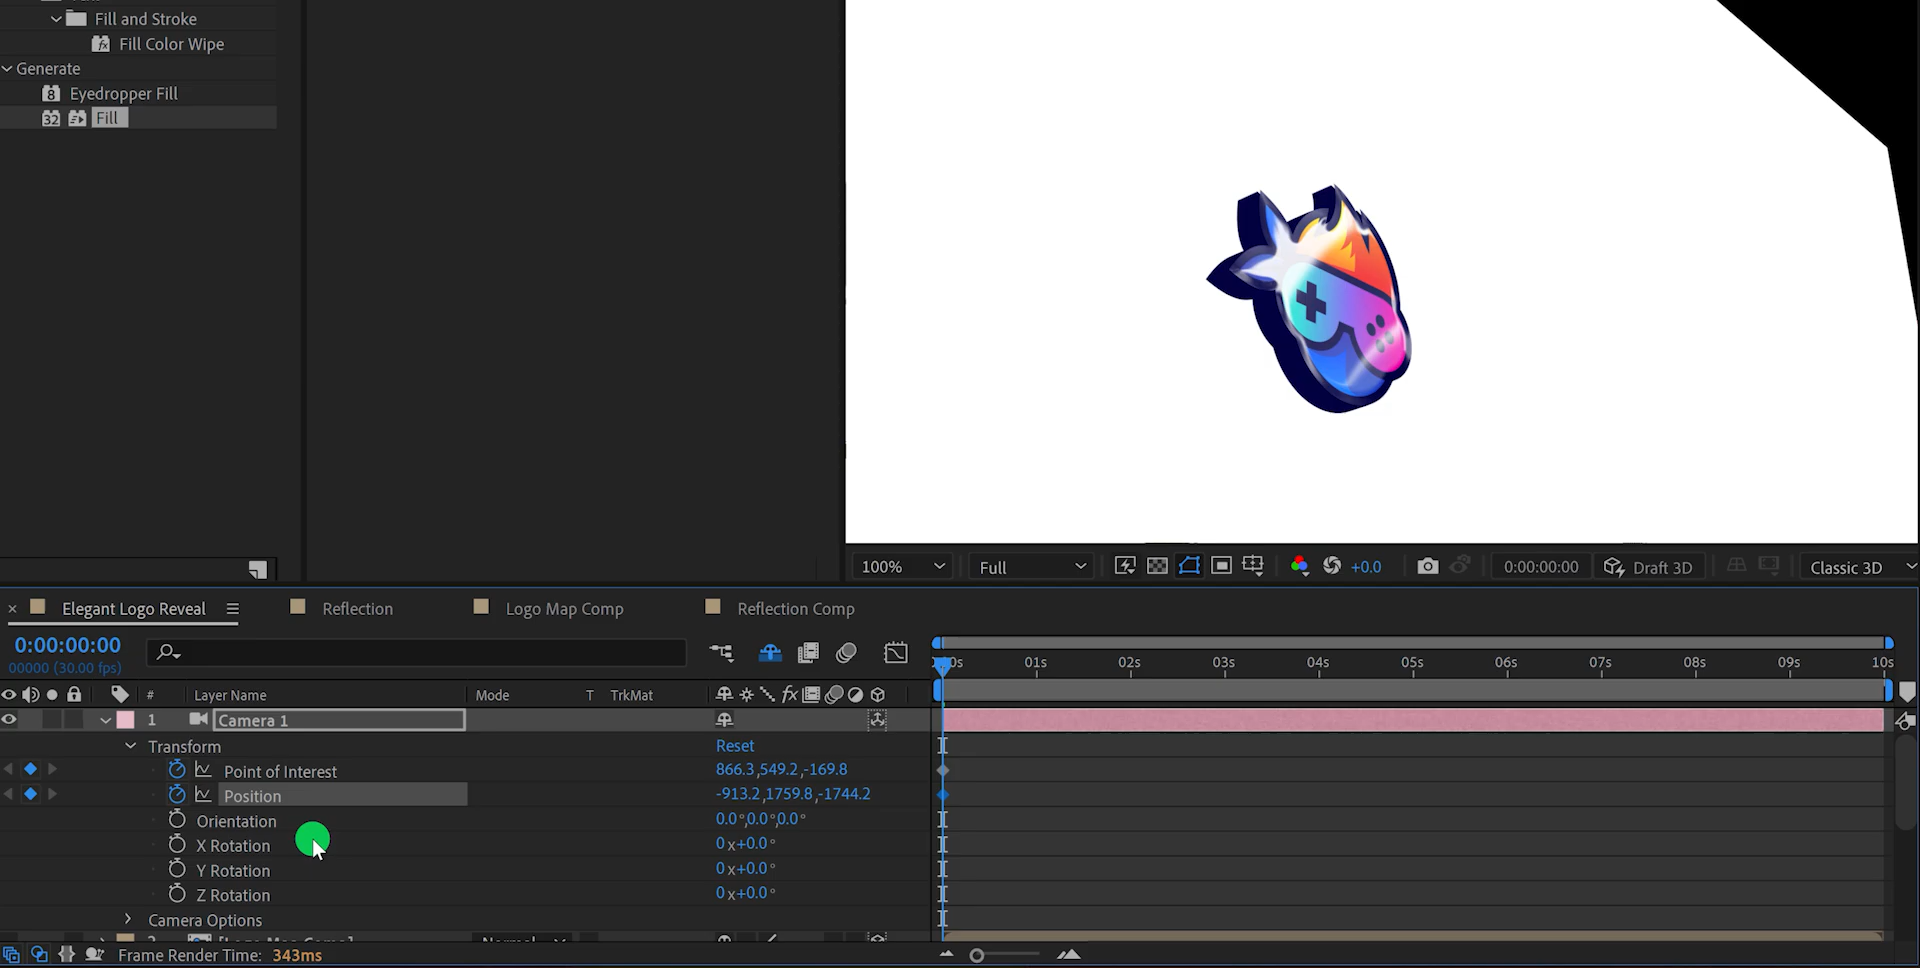 Fill and Stroke
Fill Color Wipe
Generate
8 Eyedropper Fill
32 Fill
100% Full +0.0 0:00:00:00 Draft 3D Classic 3D
Elegant Logo Reveal Reflection Logo Map Comp Reflection Comp
0:00:00:00
00000 (30.00 fps)
01s 02s 03s 04s 05s 06s 07s 08s 09s 10s
# Layer Name Mode T TrkMat fx
1 Camera 1
Transform Reset
Point of Interest 866.3,549.2,-169.8
Position -913.2,1759.8,-1744.2
Orientation 0.0°,0.0°,0.0°
X Rotation 0x+0.0°
Y Rotation 0x+0.0°
Z Rotation 0x+0.0°
Camera Options
Frame Render Time: 343ms